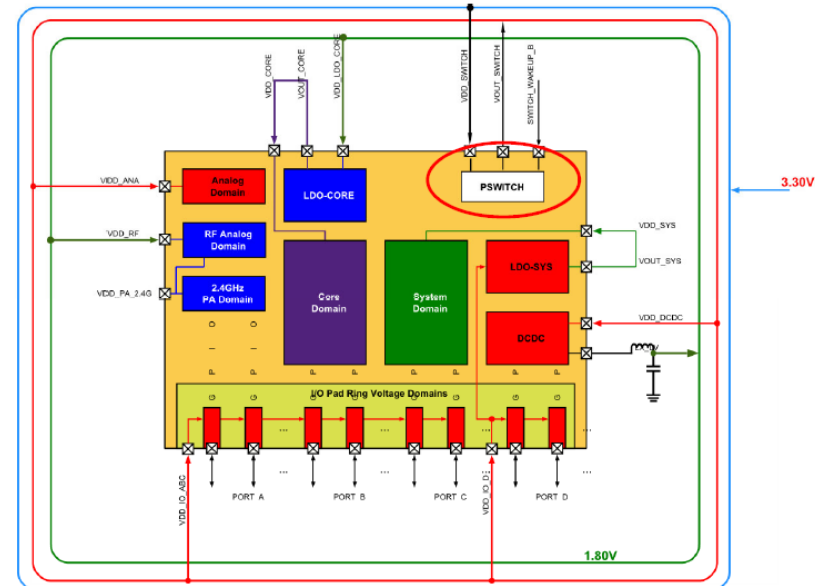 VDD_CORE
VOUT_CORE
VDD_LDO_CORE
VDD_SWITCH
VOUT_SWITCH
SWITCH_WAKEUP_B
3.30V
VDD_ANA
Analog
Domain
LDO-CORE
PSWITCH
VDD_RF
RF Analog
Domain
VDD_SYS
VOUT_SYS
LDO-SYS
VDD_PA_2.4G
2.4GHz
PA Domain
Core
Domain
System
Domain
VDD_DCDC
DCDC
G P I O
G P I O
G P
G P
G P
G P
G P
G P
I/O Pad Ring Voltage Domains
... ... ... ...
VDD_IO_ABC
PORT A
...
PORT B
...
PORT C
VDD_IO_D
PORT D
...
1.80V